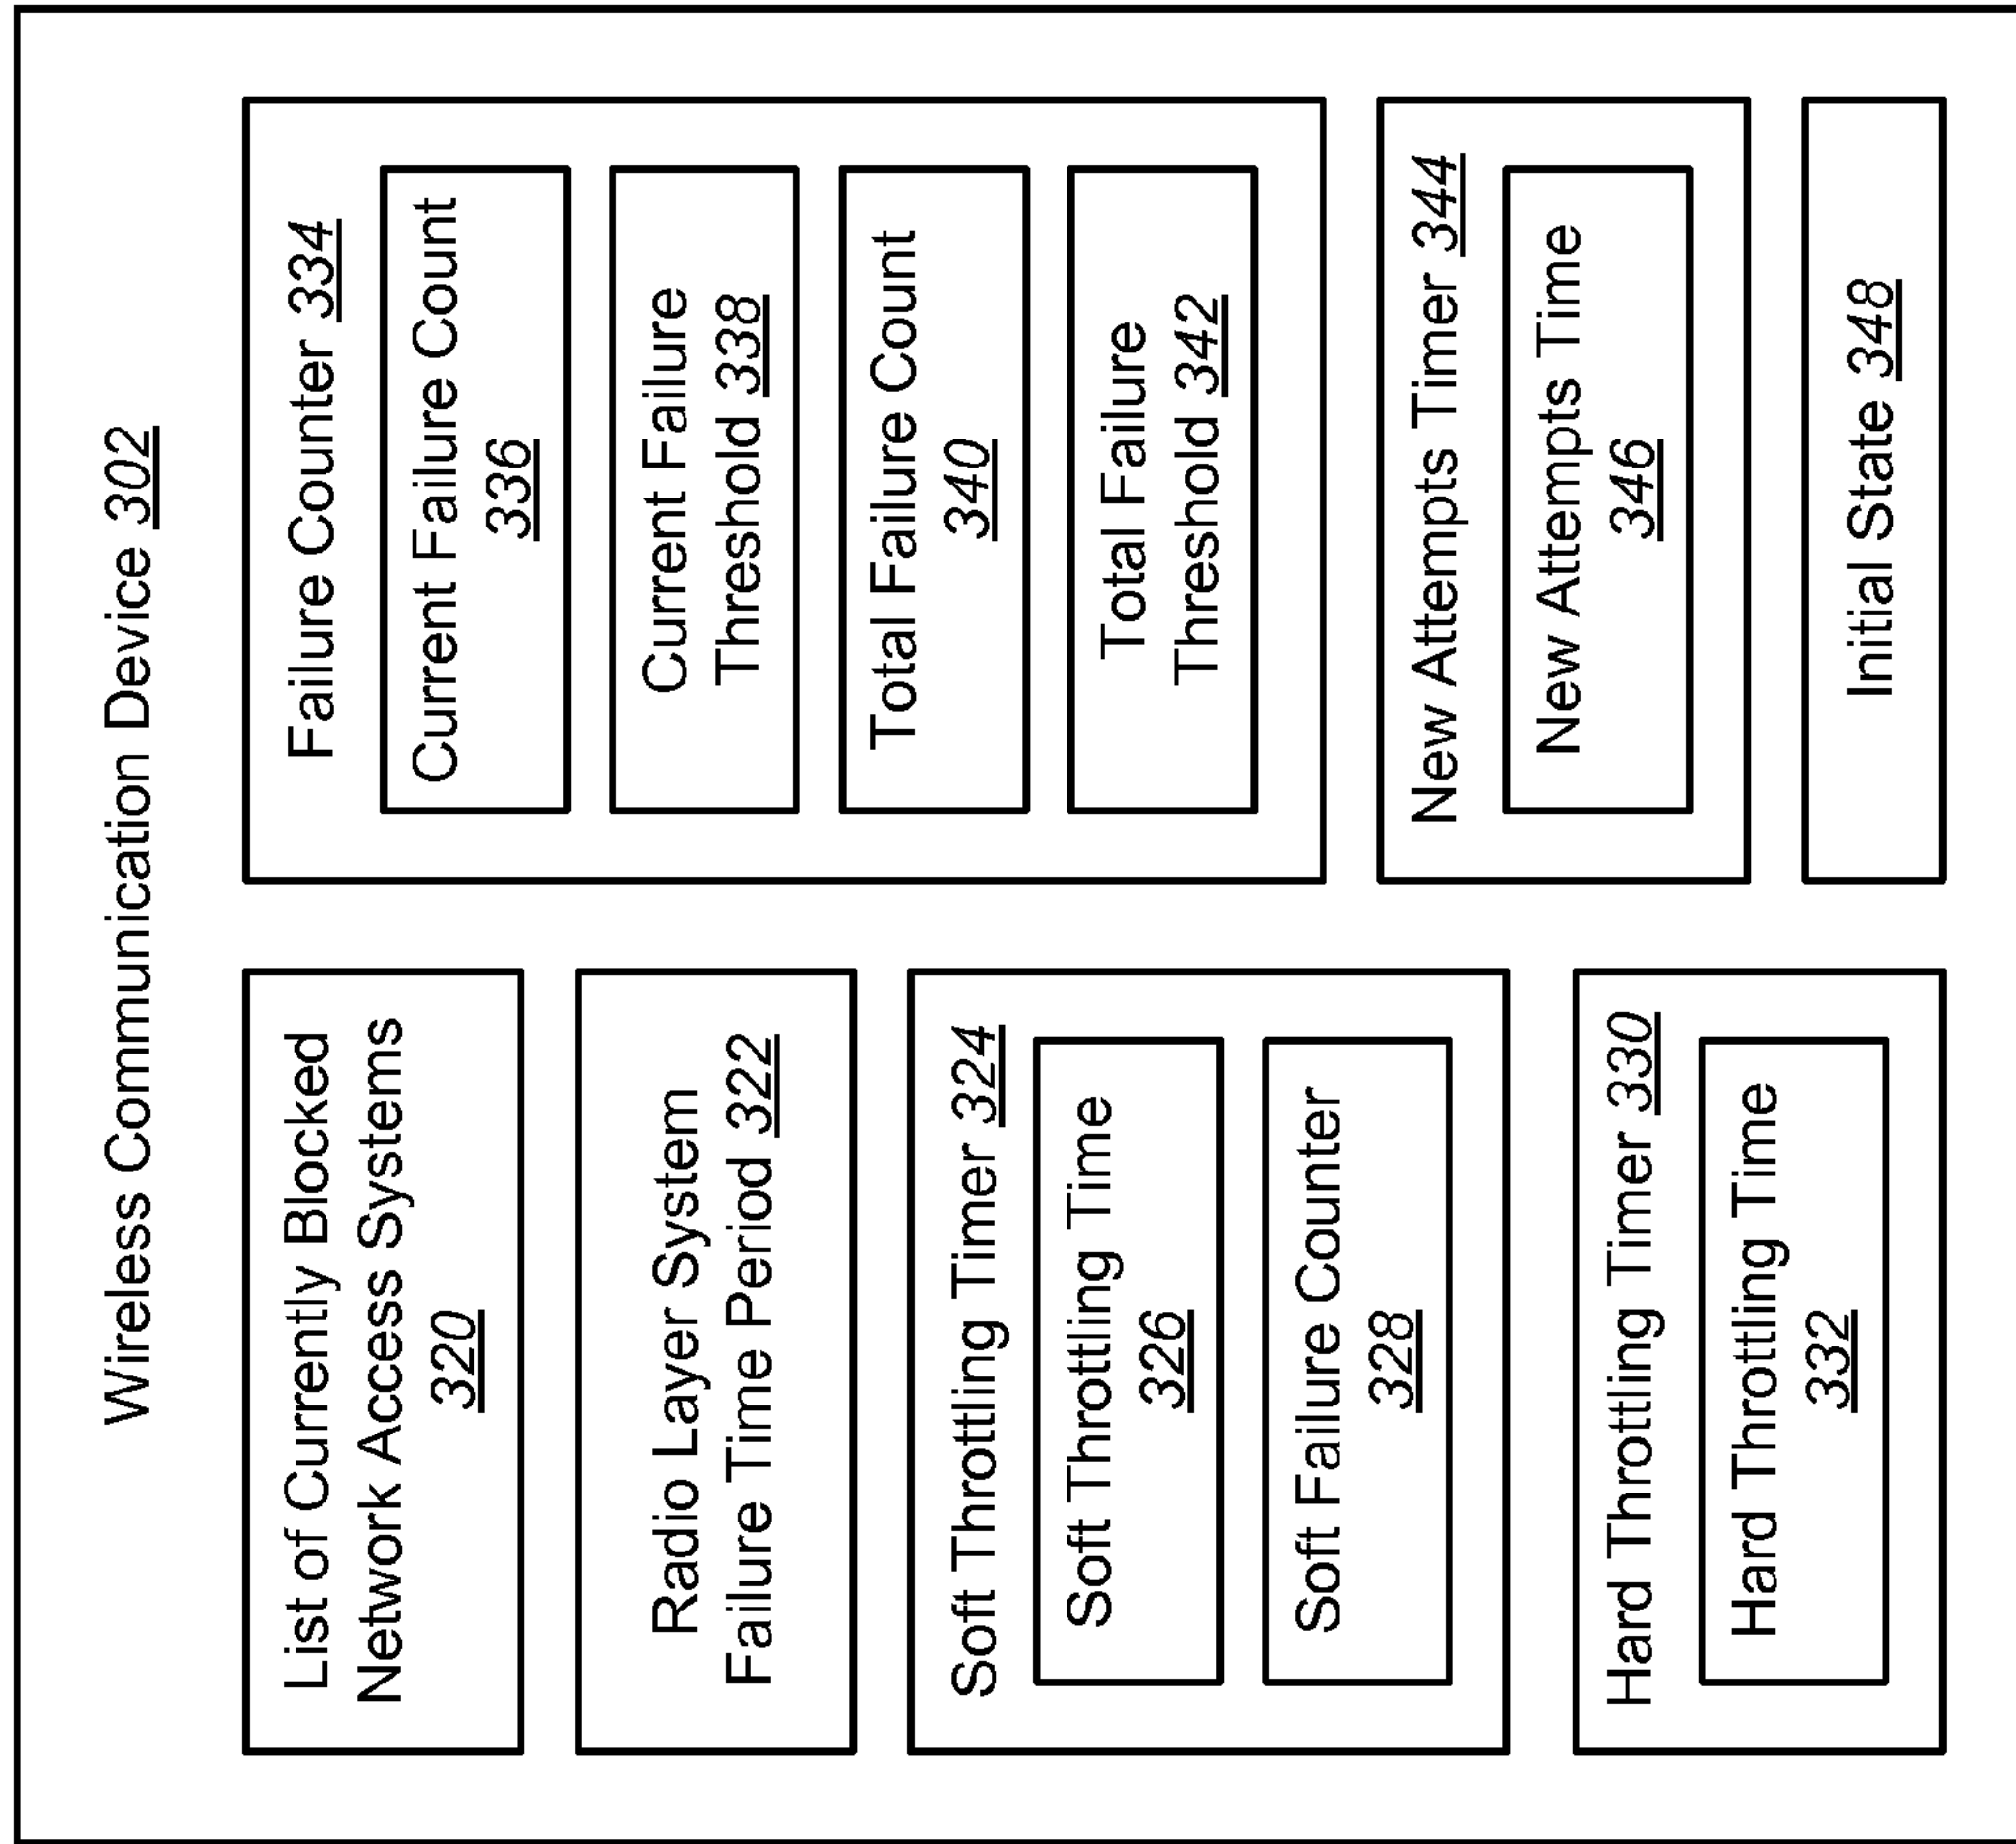 Wireless Communication Device 302
List of Currently Blocked
Network Access Systems
320
Radio Layer System
Failure Time Period 322
Soft Throttling Timer 324
Soft Throttling Time
326
Soft Failure Counter
328
Hard Throttling Timer 330
Hard Throttling Time
332
Failure Counter 334
Current Failure Count
336
Current Failure
Threshold 338
Total Failure Count
340
Total Failure
Threshold 342
New Attempts Timer 344
New Attempts Time
346
Initial State 348